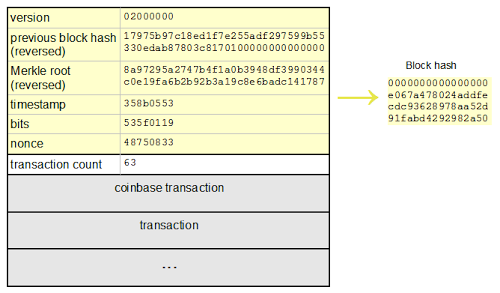 version 02000000
previous block hash 17975b97c18ed1f7e255adf297599b55
(reversed) 330edab87803c8170100000000000000
Merkle root 8a97295a2747b4f1a0b3948df3990344
(reversed) c0e19fa6b2b92b3a19c8e6badc141787
timestamp 358b0553
bits 535f0119
nonce 48750833
transaction count 63
coinbase transaction
transaction
...
Block hash
0000000000000000
e067a478024addfe
cdc93628978aa52d
91fabd4292982a50